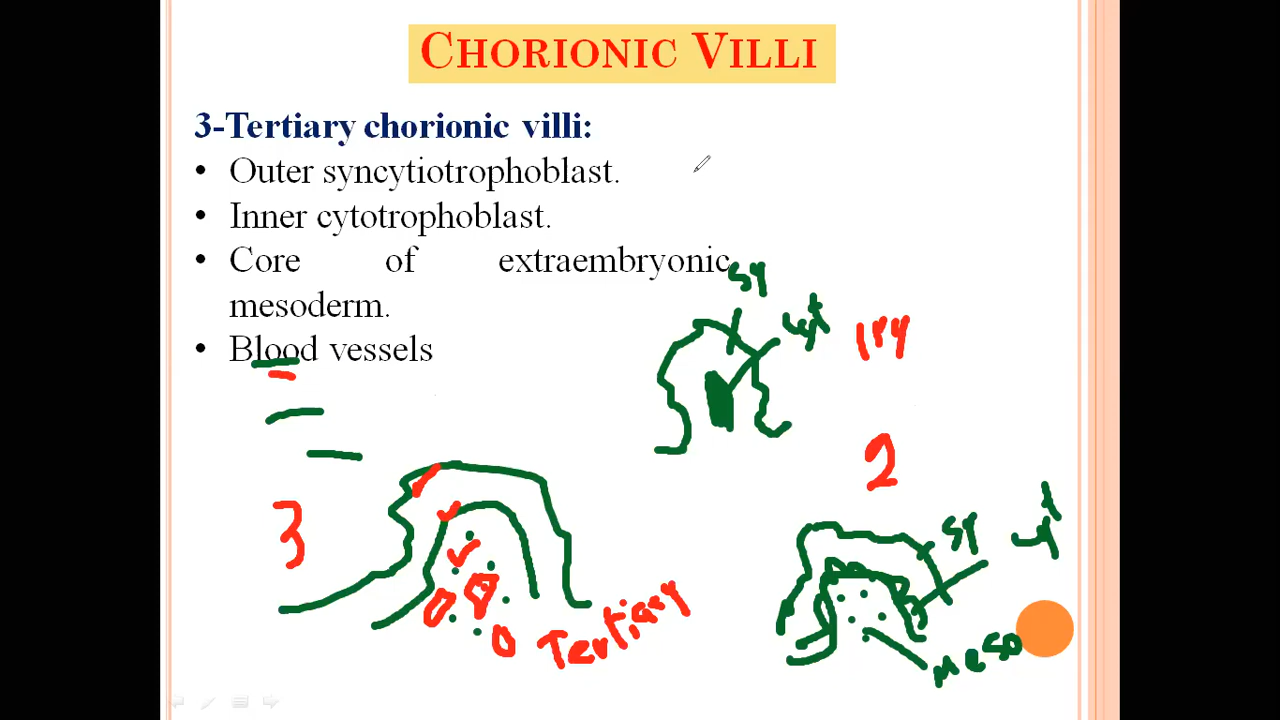 CHORIONIC VILLI
3-Tertiary chorionic villi:
• Outer syncytiotrophoblast.
• Inner cytotrophoblast.
• Core of extraembryonic
mesoderm.
• Blood vessels
sy
cyt
1ry
2
3
sy
cyt
Tertiary
Meso